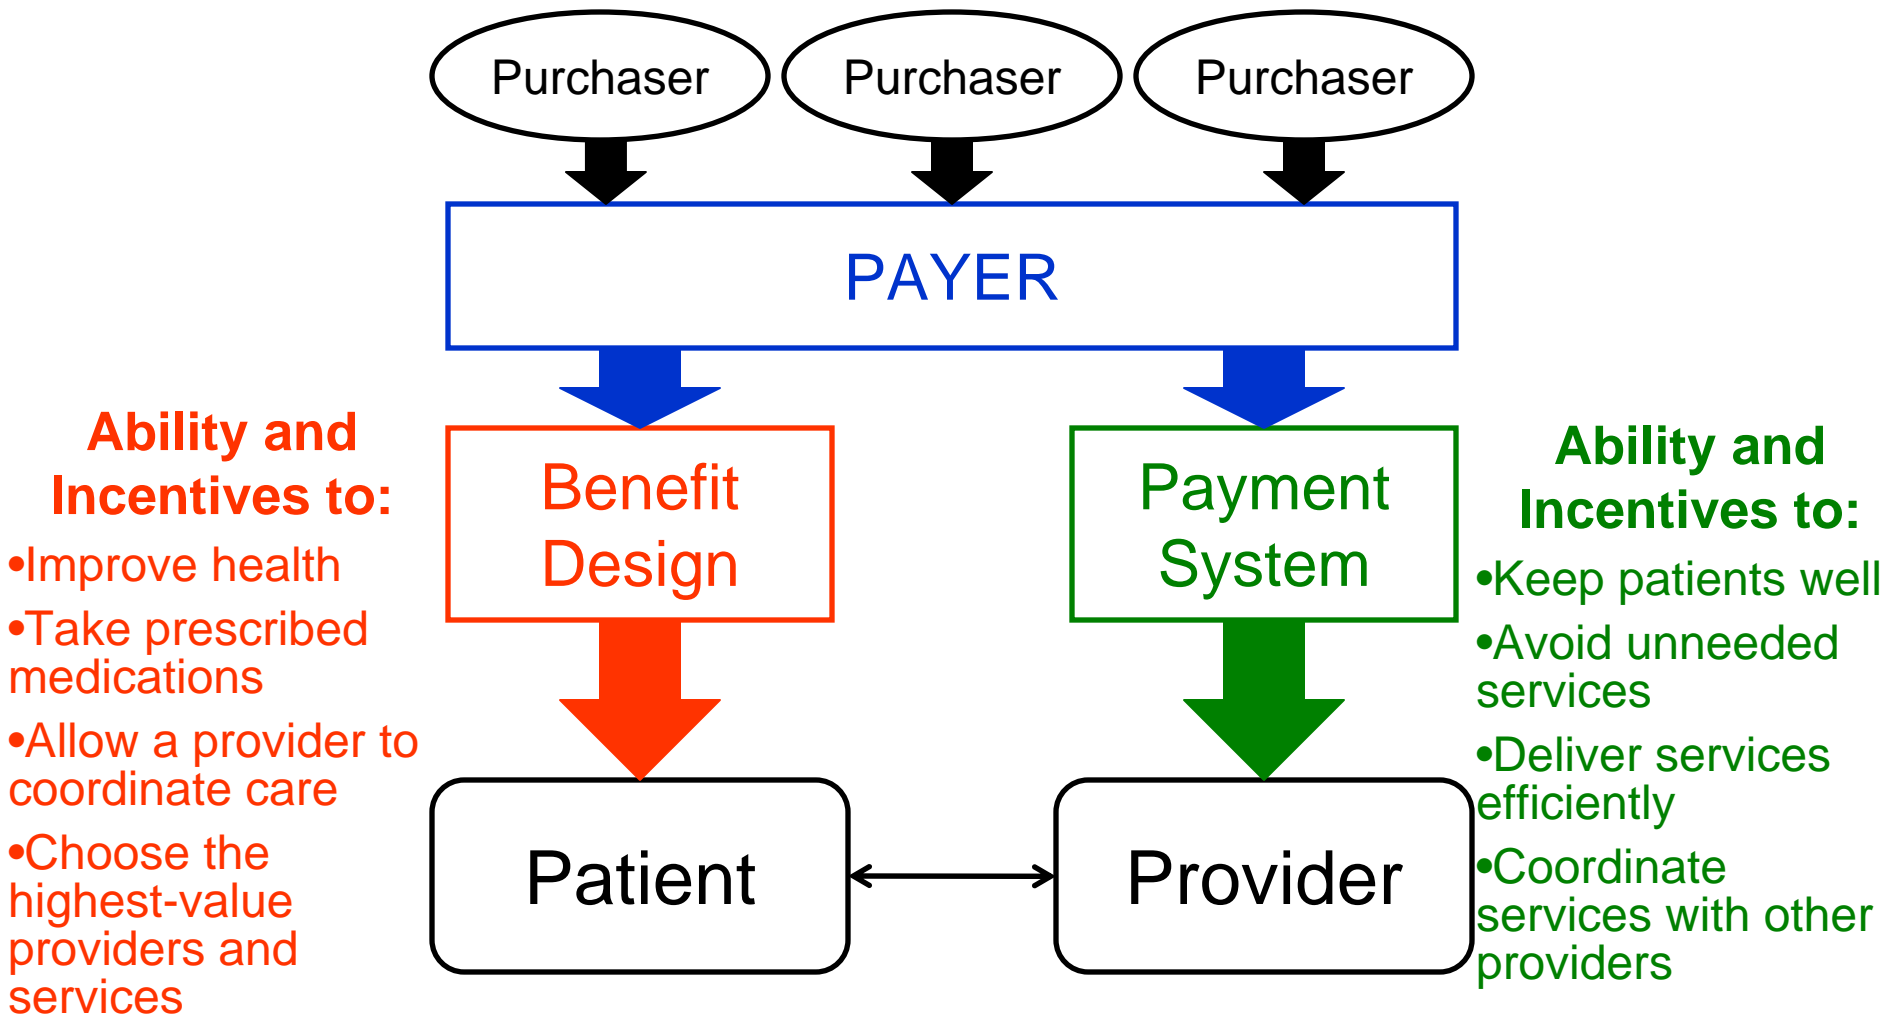 Purchaser
Purchaser
Purchaser
PAYER
Ability and
Incentives to:
•Improve health
•Take prescribed
medications
•Allow a provider to
coordinate care
•Choose the
highest-value
providers and
services
Benefit
Design
Payment
System
Ability and
Incentives to:
•Keep patients well
•Avoid unneeded
services
•Deliver services
efficiently
•Coordinate
services with other
providers
Patient
Provider